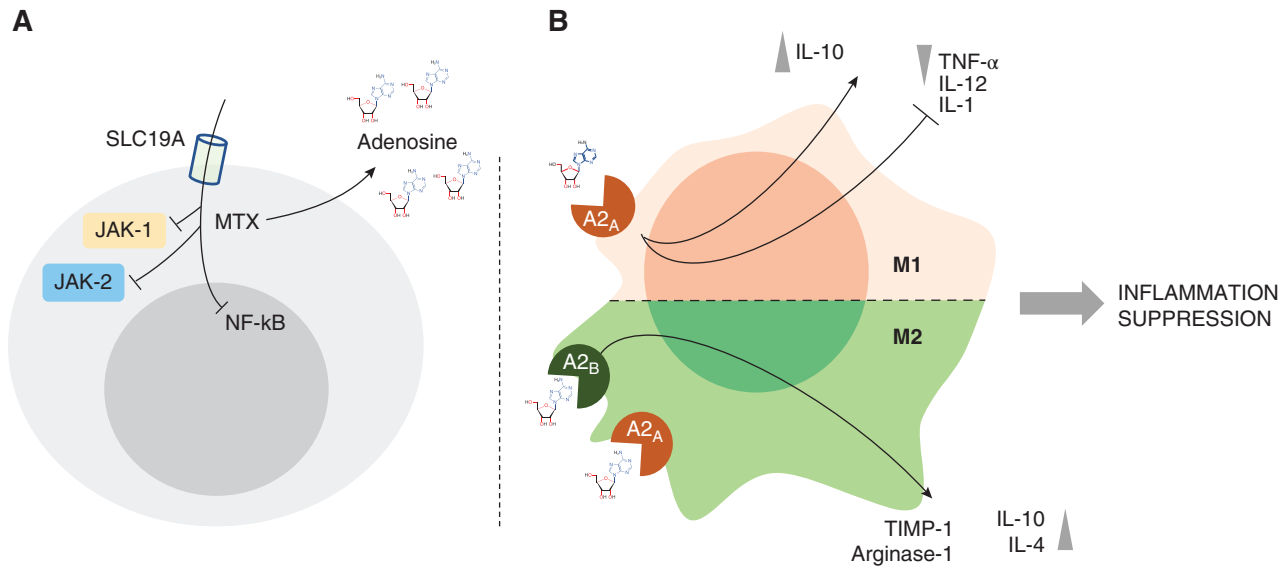 A
SLC19A
Adenosine
JAK-1
MTX
JAK-2
NF-kB
B
IL-10
TNF-α
IL-12
IL-1
A2A
M1
M2
A2B
A2A
TIMP-1
Arginase-1
IL-10
IL-4
INFLAMMATION
SUPPRESSION